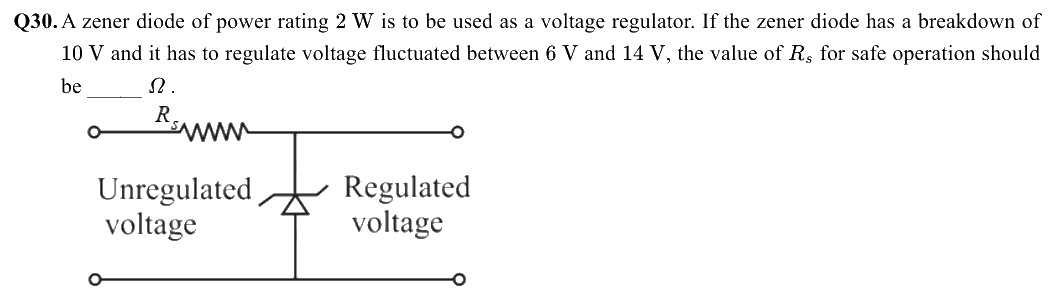 Q30. A zener diode of power rating 2 W is to be used as a voltage regulator. If the zener diode has a breakdown of
10 V and it has to regulate voltage fluctuated between 6 V and 14 V, the value of Rₛ for safe operation should
be _____ Ω .
Rₛ
Unregulated Regulated
voltage voltage